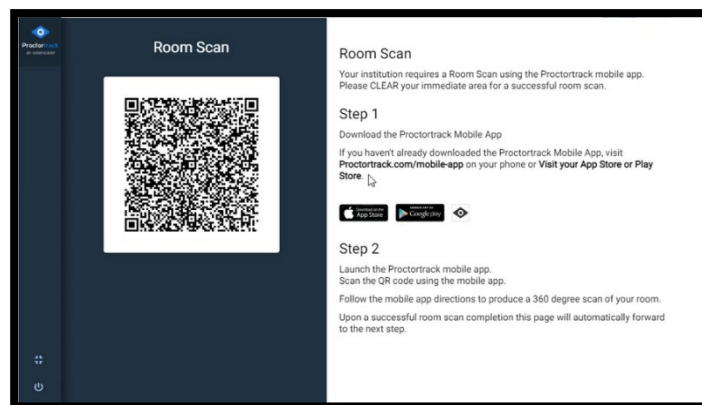 Proctortrack
Room Scan
Room Scan
Your institution requires a Room Scan using the Proctortrack mobile app.
Please CLEAR your immediate area for a successful room scan.
Step 1
Download the Proctortrack Mobile App
If you haven't already downloaded the Proctortrack Mobile App, visit
Proctortrack.com/mobile-app on your phone or Visit your App Store or Play
Store.
Download on the
App Store
Google play
Step 2
Launch the Proctortrack mobile app.
Scan the QR code using the mobile app.
Follow the mobile app directions to produce a 360 degree scan of your room.
Upon a successful room scan completion this page will automatically forward
to the next step.